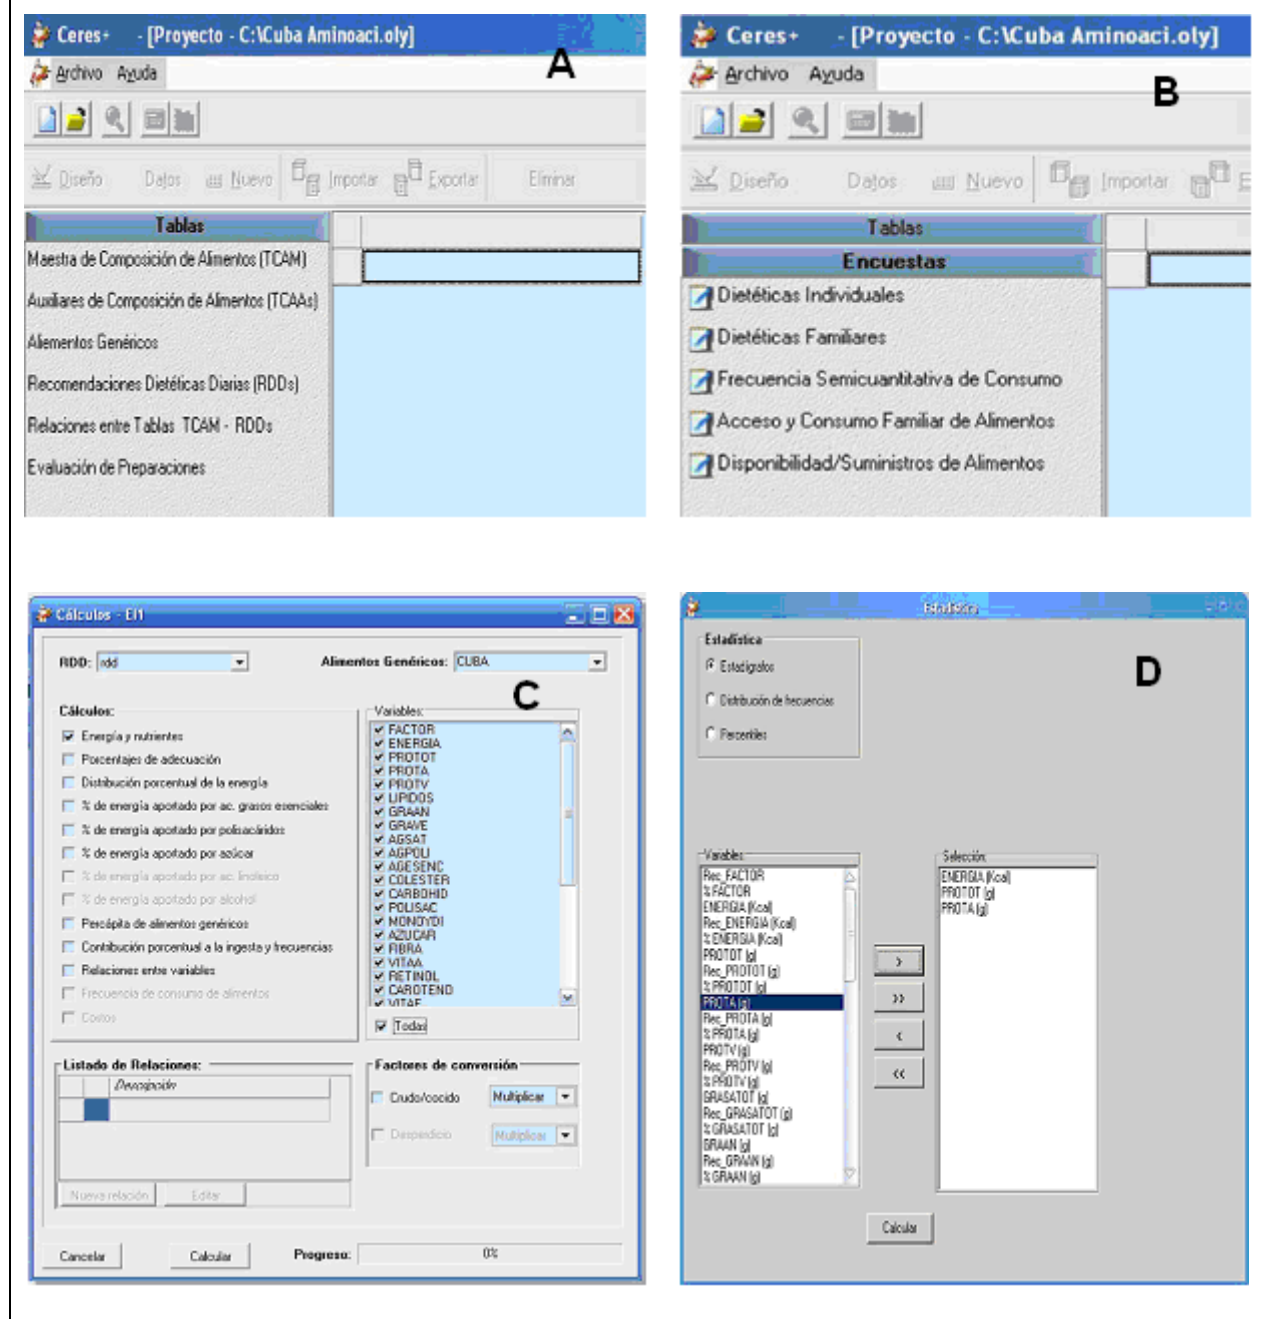 Ceres+ - [Proyecto - C:\Cuba Aminoaci.oly]
A
Archivo Ayuda
Diseño Datos Nuevo Importar Exportar Eliminar
Tablas
Maestra de Composición de Alimentos (TCAM)
Auxiliares de Composición de Alimentos (TCAAs)
Aliementos Genéricos
Recomendaciones Dietéticas Diarias (RDDs)
Relaciones entre Tablas TCAM - RDDs
Evaluación de Preparaciones
Ceres+ - [Proyecto - C:\Cuba Aminoaci.oly]
Archivo Ayuda
B
Diseño Datos Nuevo Importar E
Tablas
Encuestas
Dietéticas Individuales
Dietéticas Familiares
Frecuencia Semicuantitativa de Consumo
Acceso y Consumo Familiar de Alimentos
Disponibilidad/Suministros de Alimentos
Cálculos - EI1
RDD: rdd Alimentos Genéricos: CUBA
C
Cálculos:
Energía y nutrientes
Porcentajes de adecuación
Distribución porcentual de la energía
% de energía aportado por ac. grasos esenciales
% de energía aportado por polisacáridos
% de energía aportado por azúcar
% de energía aportado por ac. linoleico
% de energía aportado por alcohol
Percápita de alimentos genéricos
Contribución porcentual a la ingesta y frecuencias
Relaciones entre variables
Frecuencia de consumo de alimentos
Costos
Variables:
FACTOR
ENERGIA
PROTOT
PROTA
PROTV
LIPIDOS
GRAAN
GRAVE
AGSAT
AGPOLI
AGESENC
COLESTER
CARBOHID
POLISAC
MONOYDI
AZUCAR
FIBRA
VITAA
RETINOL
CAROTENO
VITAE
Todas
Listado de Relaciones:
Descripción
Nueva relación Editar
Factores de conversión
Crudo/cocido Multiplicar
Desperdicio Multiplicar
Cancelar Calcular Progreso: 0%
Estadística
D
Estadística
Estadígrafos
Distribución de frecuencias
Percentiles
Variables:
Rec_FACTOR
% FACTOR
ENERGIA (Kcal)
Rec_ENERGIA (Kcal)
% ENERGIA (Kcal)
PROTOT (g)
Rec_PROTOT (g)
% PROTOT (g)
PROTA (g)
Rec_PROTA (g)
% PROTA (g)
PROTV (g)
Rec_PROTV (g)
% PROTV (g)
GRASATOT (g)
Rec_GRASATOT (g)
% GRASATOT (g)
GRAAN (g)
Rec_GRAAN (g)
% GRAAN (g)
>
>>
<
<<
Selección:
ENERGIA (Kcal)
PROTOT (g)
PROTA (g)
Calcular